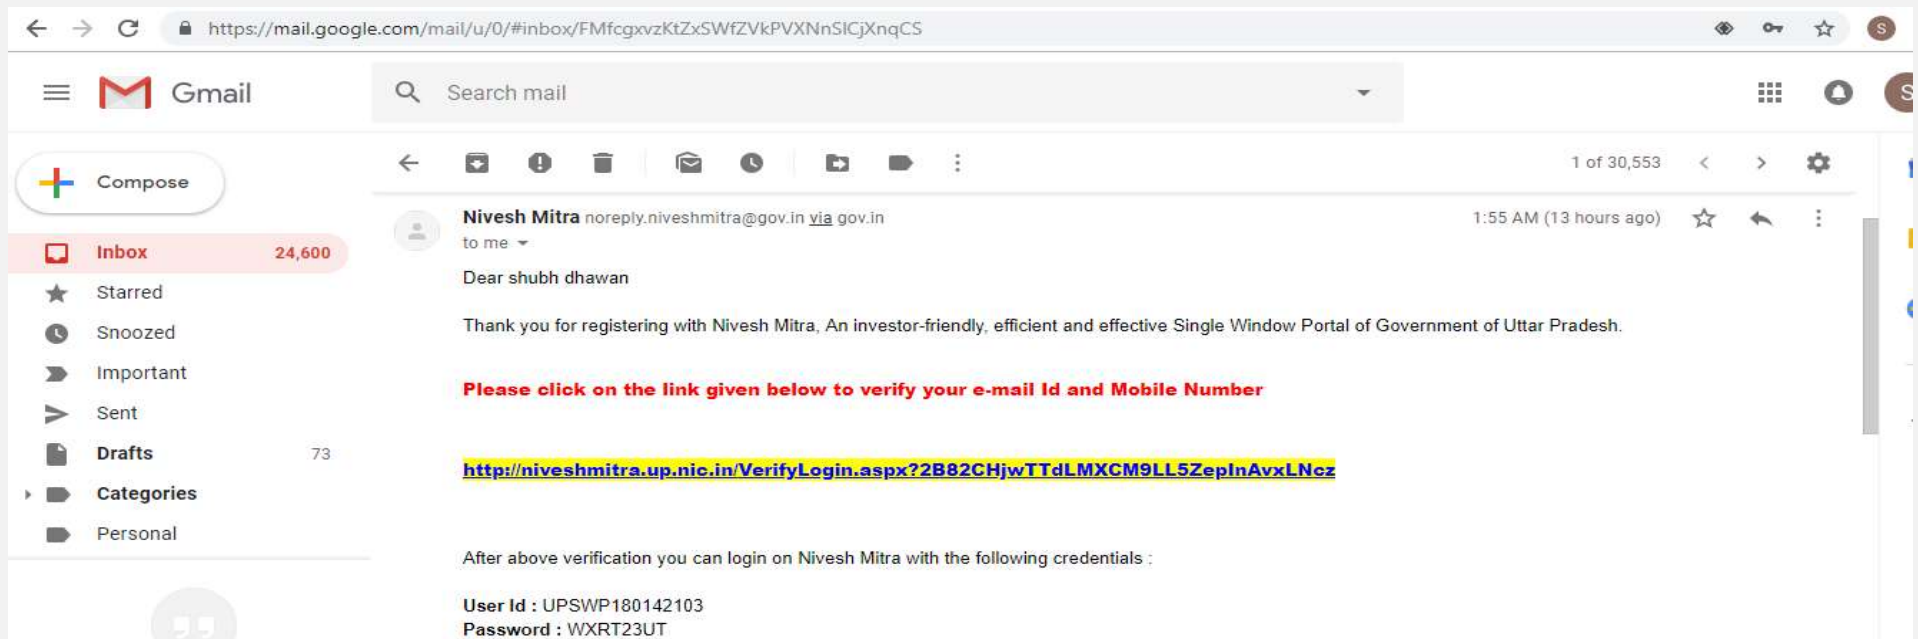 https://mail.google.com/mail/u/0/#inbox/FMfcgxvzKtZxSWfZVkPVXNnSlCjXnqCS
S
Gmail
Search mail
S
Compose
1 of 30,553
Inbox 24,600
Starred
Snoozed
Important
Sent
Drafts 73
Categories
Personal
Nivesh Mitra noreply.niveshmitra@gov.in via gov.in
1:55 AM (13 hours ago)
to me
Dear shubh dhawan
Thank you for registering with Nivesh Mitra, An investor-friendly, efficient and effective Single Window Portal of Government of Uttar Pradesh.
Please click on the link given below to verify your e-mail Id and Mobile Number
http://niveshmitra.up.nic.in/VerifyLogin.aspx?2B82CHjwTTdLMXCM9LL5ZepInAvxLNcz
After above verification you can login on Nivesh Mitra with the following credentials :
User Id : UPSWP180142103
Password : WXRT23UT